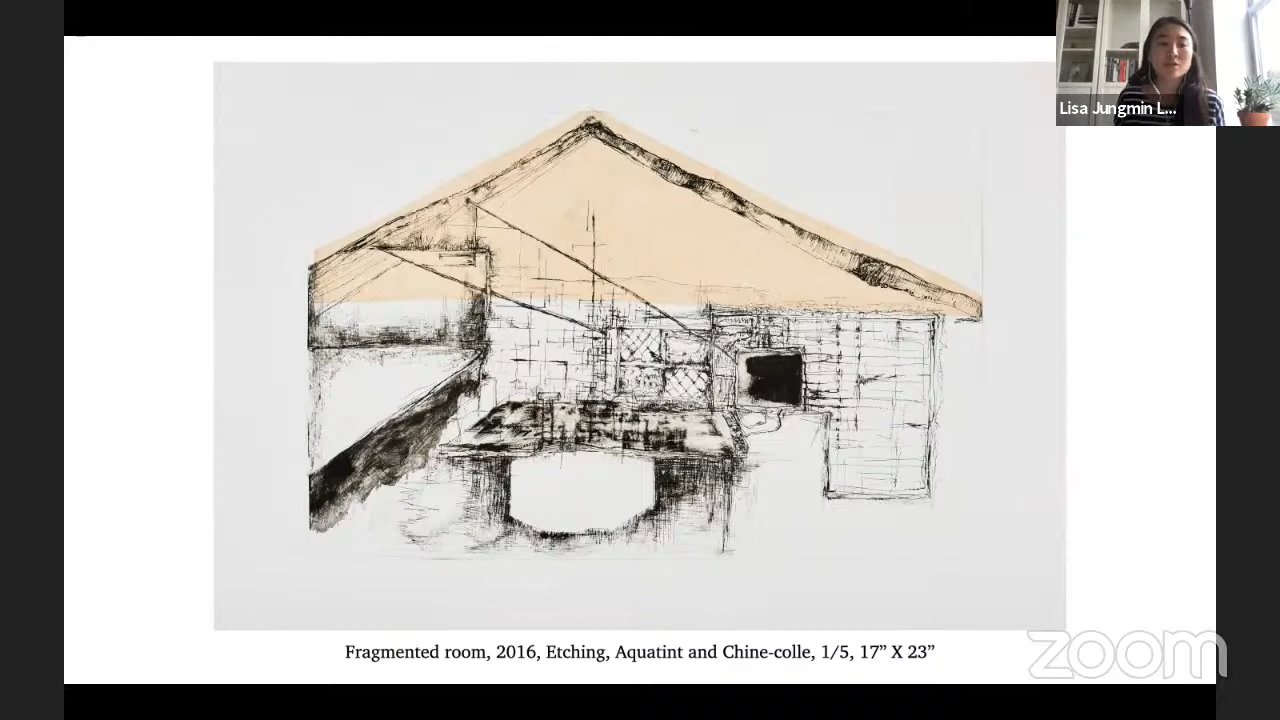 Lisa Jungmin L...
Fragmented room, 2016, Etching, Aquatint and Chine-colle, 1/5, 17” X 23”
zoom